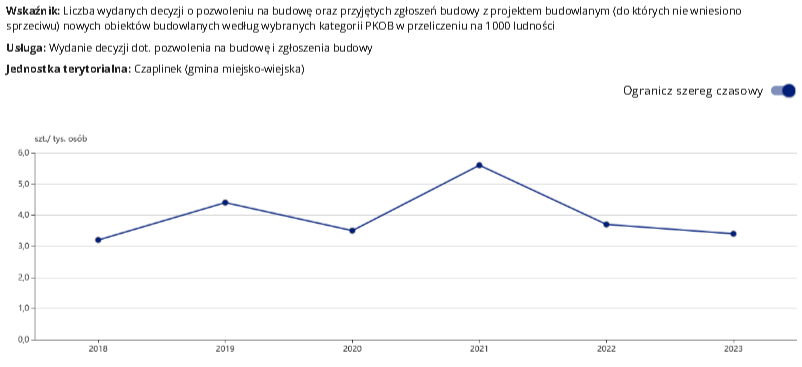 Wskaźnik: Liczba wydanych decyzji o pozwoleniu na budowę oraz przyjętych zgłoszeń budowy z projektem budowlanym (do których nie wniesiono
sprzeciwu) nowych obiektów budowlanych według wybranych kategorii PKOB w przeliczeniu na 1000 ludności
Usługa: Wydanie decyzji dot. pozwolenia na budowę i zgłoszenia budowy
Jednostka terytorialna: Czaplinek (gmina miejsko-wiejska)
Ogranicz szereg czasowy
szt./ tys. osób
6,0
5,0
4,0
3,0
2,0
1,0
0,0
2018 2019 2020 2021 2022 2023